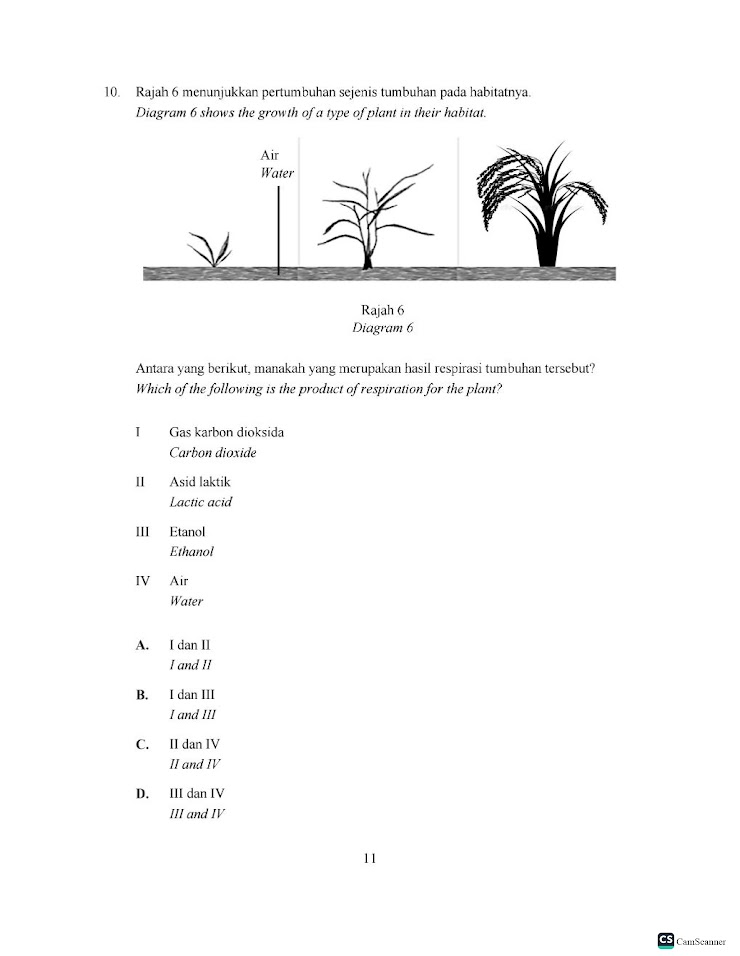 10. Rajah 6 menunjukkan pertumbuhan sejenis tumbuhan pada habitatnya.
Diagram 6 shows the growth of a type of plant in their habitat.
Air
Water
Rajah 6
Diagram 6
Antara yang berikut, manakah yang merupakan hasil respirasi tumbuhan tersebut?
Which of the following is the product of respiration for the plant?
I Gas karbon dioksida
Carbon dioxide
II Asid laktik
Lactic acid
III Etanol
Ethanol
IV Air
Water
A. I dan II
I and II
B. I dan III
I and III
C. II dan IV
II and IV
D. III dan IV
III and IV
11
CS CamScanner